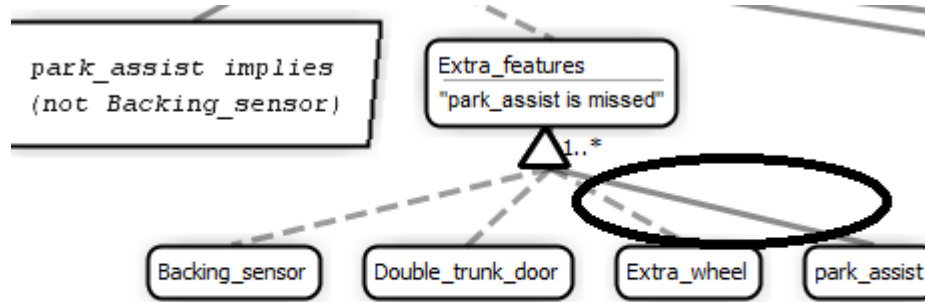 park_assist implies
(not Backing_sensor)
Extra_features
"park_assist is missed"
1..*
Backing_sensor
Double_trunk_door
Extra_wheel
park_assist